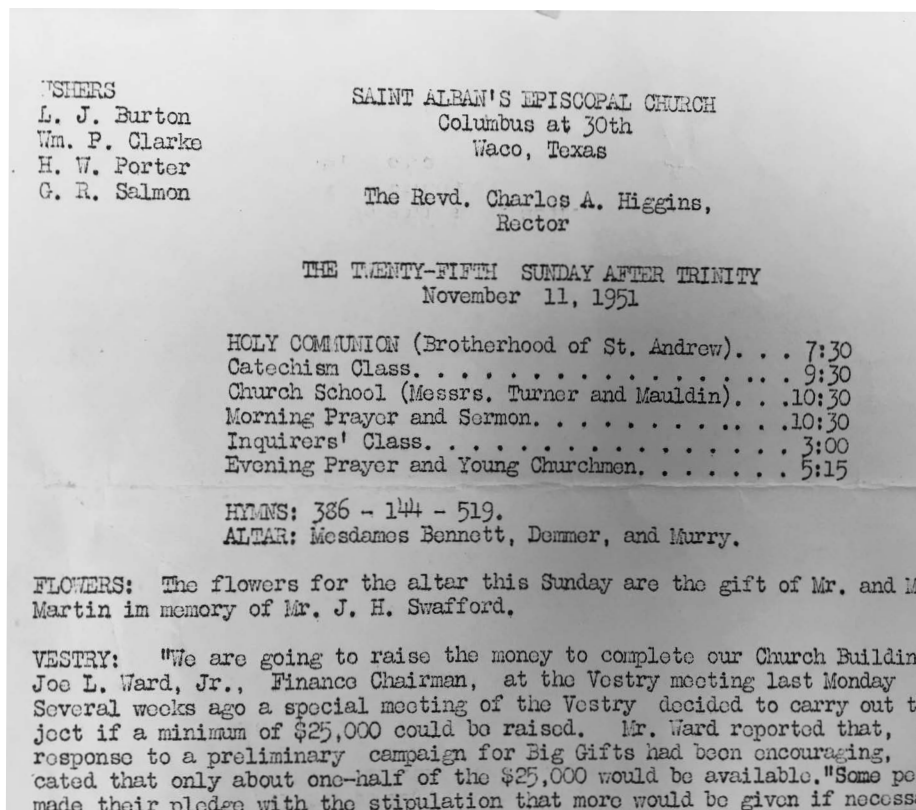 USHERS
L. J. Burton
Wm. P. Clarke
H. W. Porter
G. R. Salmon
SAINT ALBAN'S EPISCOPAL CHURCH
Columbus at 30th
Waco, Texas
The Revd. Charles A. Higgins,
Rector
THE TWENTY-FIFTH SUNDAY AFTER TRINITY
November 11, 1951
HOLY COMMUNION (Brotherhood of St. Andrew). . . 7:30
Catechism Class. . . . . . . . . . . . . . . . . . . 9:30
Church School (Messrs. Turner and Mauldin). . .10:30
Morning Prayer and Sermon. . . . . . . . . . . .10:30
Inquirers' Class. . . . . . . . . . . . . . . . . 3:00
Evening Prayer and Young Churchmen. . . . . . . 5:15
HYMNS: 386 - 144 - 519.
ALTAR: Mesdames Bennett, Demmer, and Murry.
FLOWERS: The flowers for the altar this Sunday are the gift of Mr. and M
Martin im memory of Mr. J. H. Swafford.
VESTRY: "We are going to raise the money to complete our Church Buildin
Joe L. Ward, Jr., Finance Chairman, at the Vestry meeting last Monday
Several weeks ago a special meeting of the Vestry decided to carry out t
ject if a minimum of $25,000 could be raised. Mr. Ward reported that,
response to a preliminary campaign for Big Gifts had been encouraging,
cated that only about one-half of the $25,000 would be available."Some pe
made their pledge with the stipulation that more would be given if necess